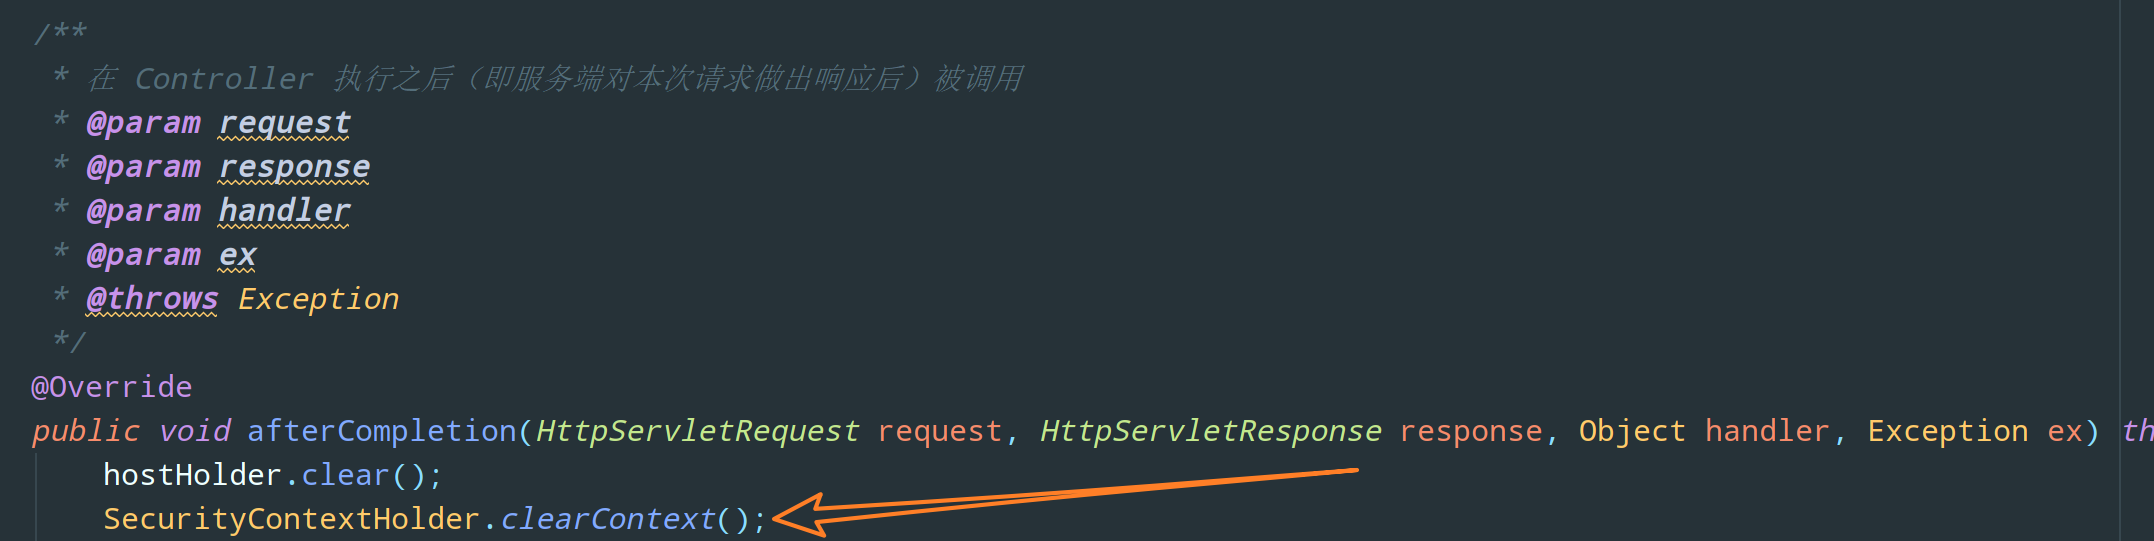 /**
* 在 Controller 执行之后（即服务端对本次请求做出响应后）被调用
* @param request
* @param response
* @param handler
* @param ex
* @throws Exception
*/
@Override
public void afterCompletion(HttpServletRequest request, HttpServletResponse response, Object handler, Exception ex) th
hostHolder.clear();
SecurityContextHolder.clearContext();